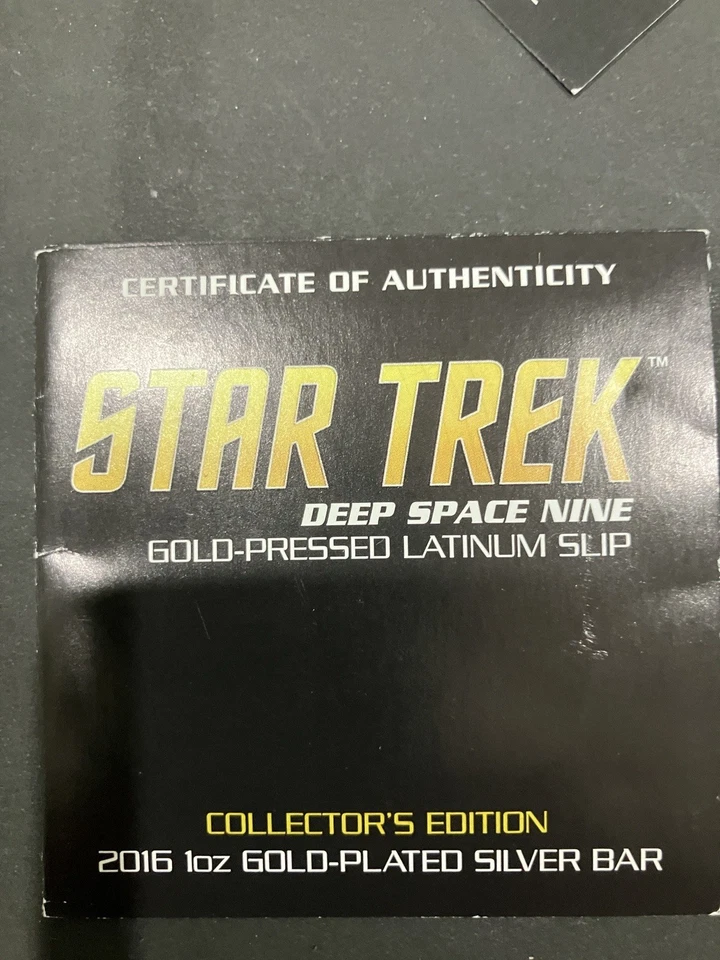 CERTIFICATE OF AUTHENTICITY
STAR TREK™
DEEP SPACE NINE
GOLD-PRESSED LATINUM SLIP
COLLECTOR'S EDITION
2016 1oz GOLD-PLATED SILVER BAR